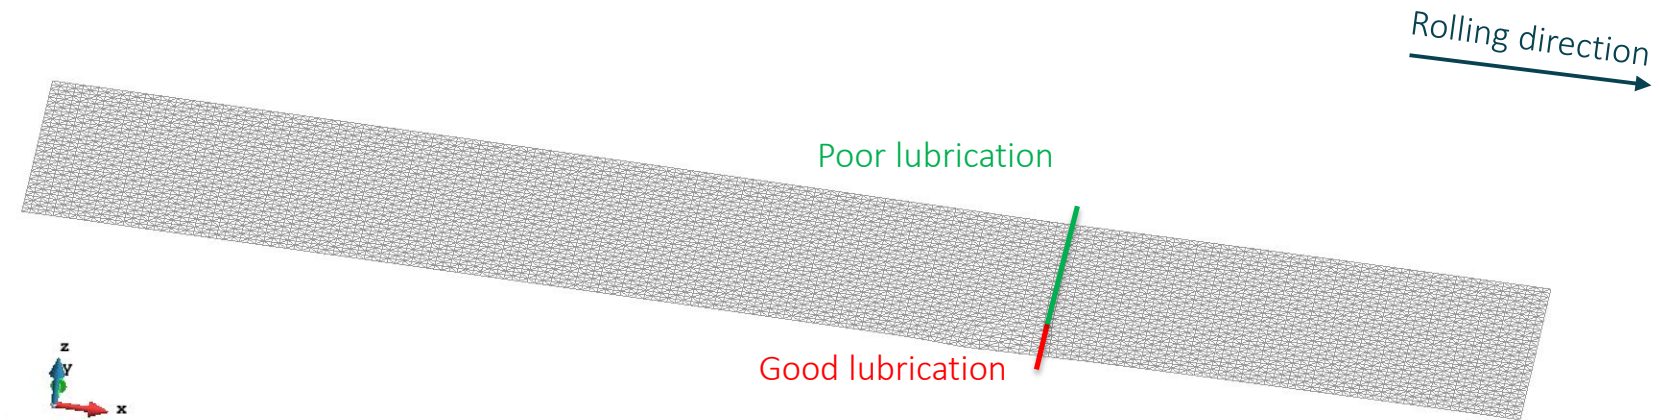 Rolling direction
Poor lubrication
Good lubrication
z
y
x